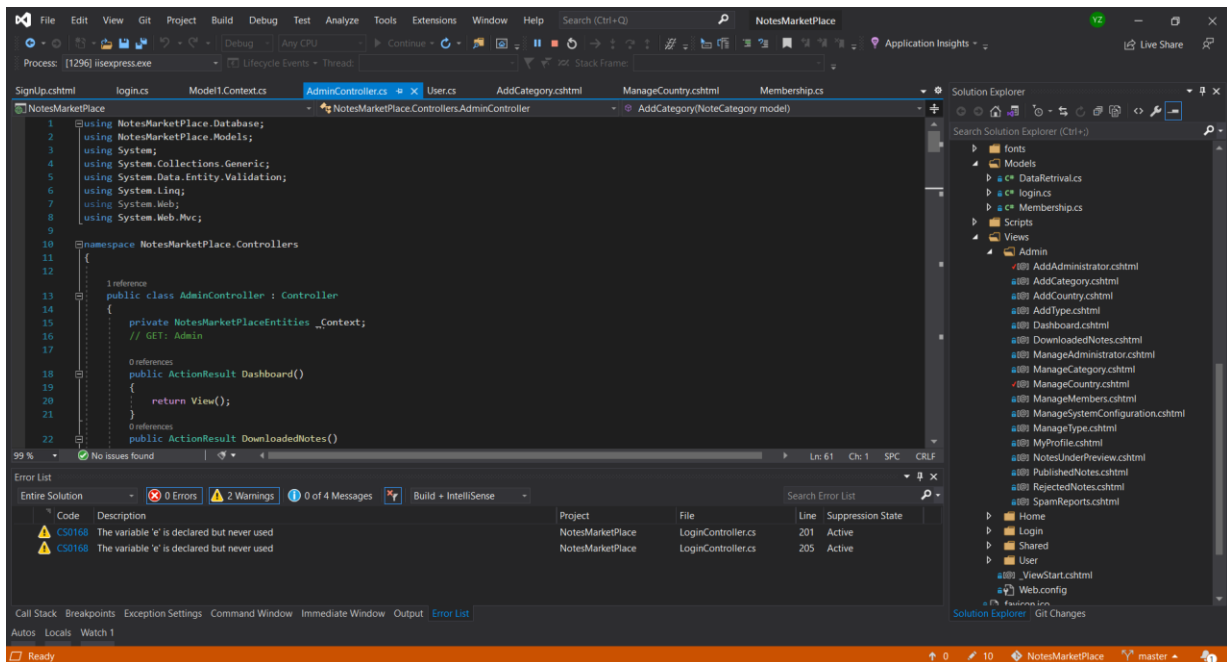 File Edit View Git Project Build Debug Test Analyze Tools Extensions Window Help Search (Ctrl+Q) NotesMarketPlace YZ
Debug Any CPU Continue Application Insights Live Share
Process: [1296] iisexpress.exe Lifecycle Events Thread: Stack Frame:
SignUp.cshtml login.cs Model1.Context.cs AdminController.cs User.cs AddCategory.cshtml ManageCountry.cshtml Membership.cs
NotesMarketPlace NotesMarketPlace.Controllers.AdminController AddCategory(NoteCategory model)
1 using NotesMarketPlace.Database;
2 using NotesMarketPlace.Models;
3 using System;
4 using System.Collections.Generic;
5 using System.Data.Entity.Validation;
6 using System.Linq;
7 using System.Web;
8 using System.Web.Mvc;
9
10 namespace NotesMarketPlace.Controllers
11 {
12
1 reference
13 public class AdminController : Controller
14 {
15 private NotesMarketPlaceEntities _Context;
16 // GET: Admin
17
0 references
18 public ActionResult Dashboard()
19 {
20 return View();
21 }
0 references
22 public ActionResult DownloadedNotes()
99 % No issues found Ln: 61 Ch: 1 SPC CRLF
Error List
Entire Solution 0 Errors 2 Warnings 0 of 4 Messages Build + IntelliSense Search Error List
Code Description Project File Line Suppression State
CS0168 The variable 'e' is declared but never used NotesMarketPlace LoginController.cs 201 Active
CS0168 The variable 'e' is declared but never used NotesMarketPlace LoginController.cs 205 Active
Call Stack Breakpoints Exception Settings Command Window Immediate Window Output Error List
Autos Locals Watch 1
Solution Explorer
Search Solution Explorer (Ctrl+;)
fonts
Models
C# DataRetrival.cs
C# login.cs
C# Membership.cs
Scripts
Views
Admin
AddAdministrator.cshtml
AddCategory.cshtml
AddCountry.cshtml
AddType.cshtml
Dashboard.cshtml
DownloadedNotes.cshtml
ManageAdministrator.cshtml
ManageCategory.cshtml
ManageCountry.cshtml
ManageMembers.cshtml
ManageSystemConfiguration.cshtml
ManageType.cshtml
MyProfile.cshtml
NotesUnderPreview.cshtml
PublishedNotes.cshtml
RejectedNotes.cshtml
SpamReports.cshtml
Home
Login
Shared
User
_ViewStart.cshtml
Web.config
favicon.ico
Solution Explorer Git Changes
Ready 0 10 NotesMarketPlace master